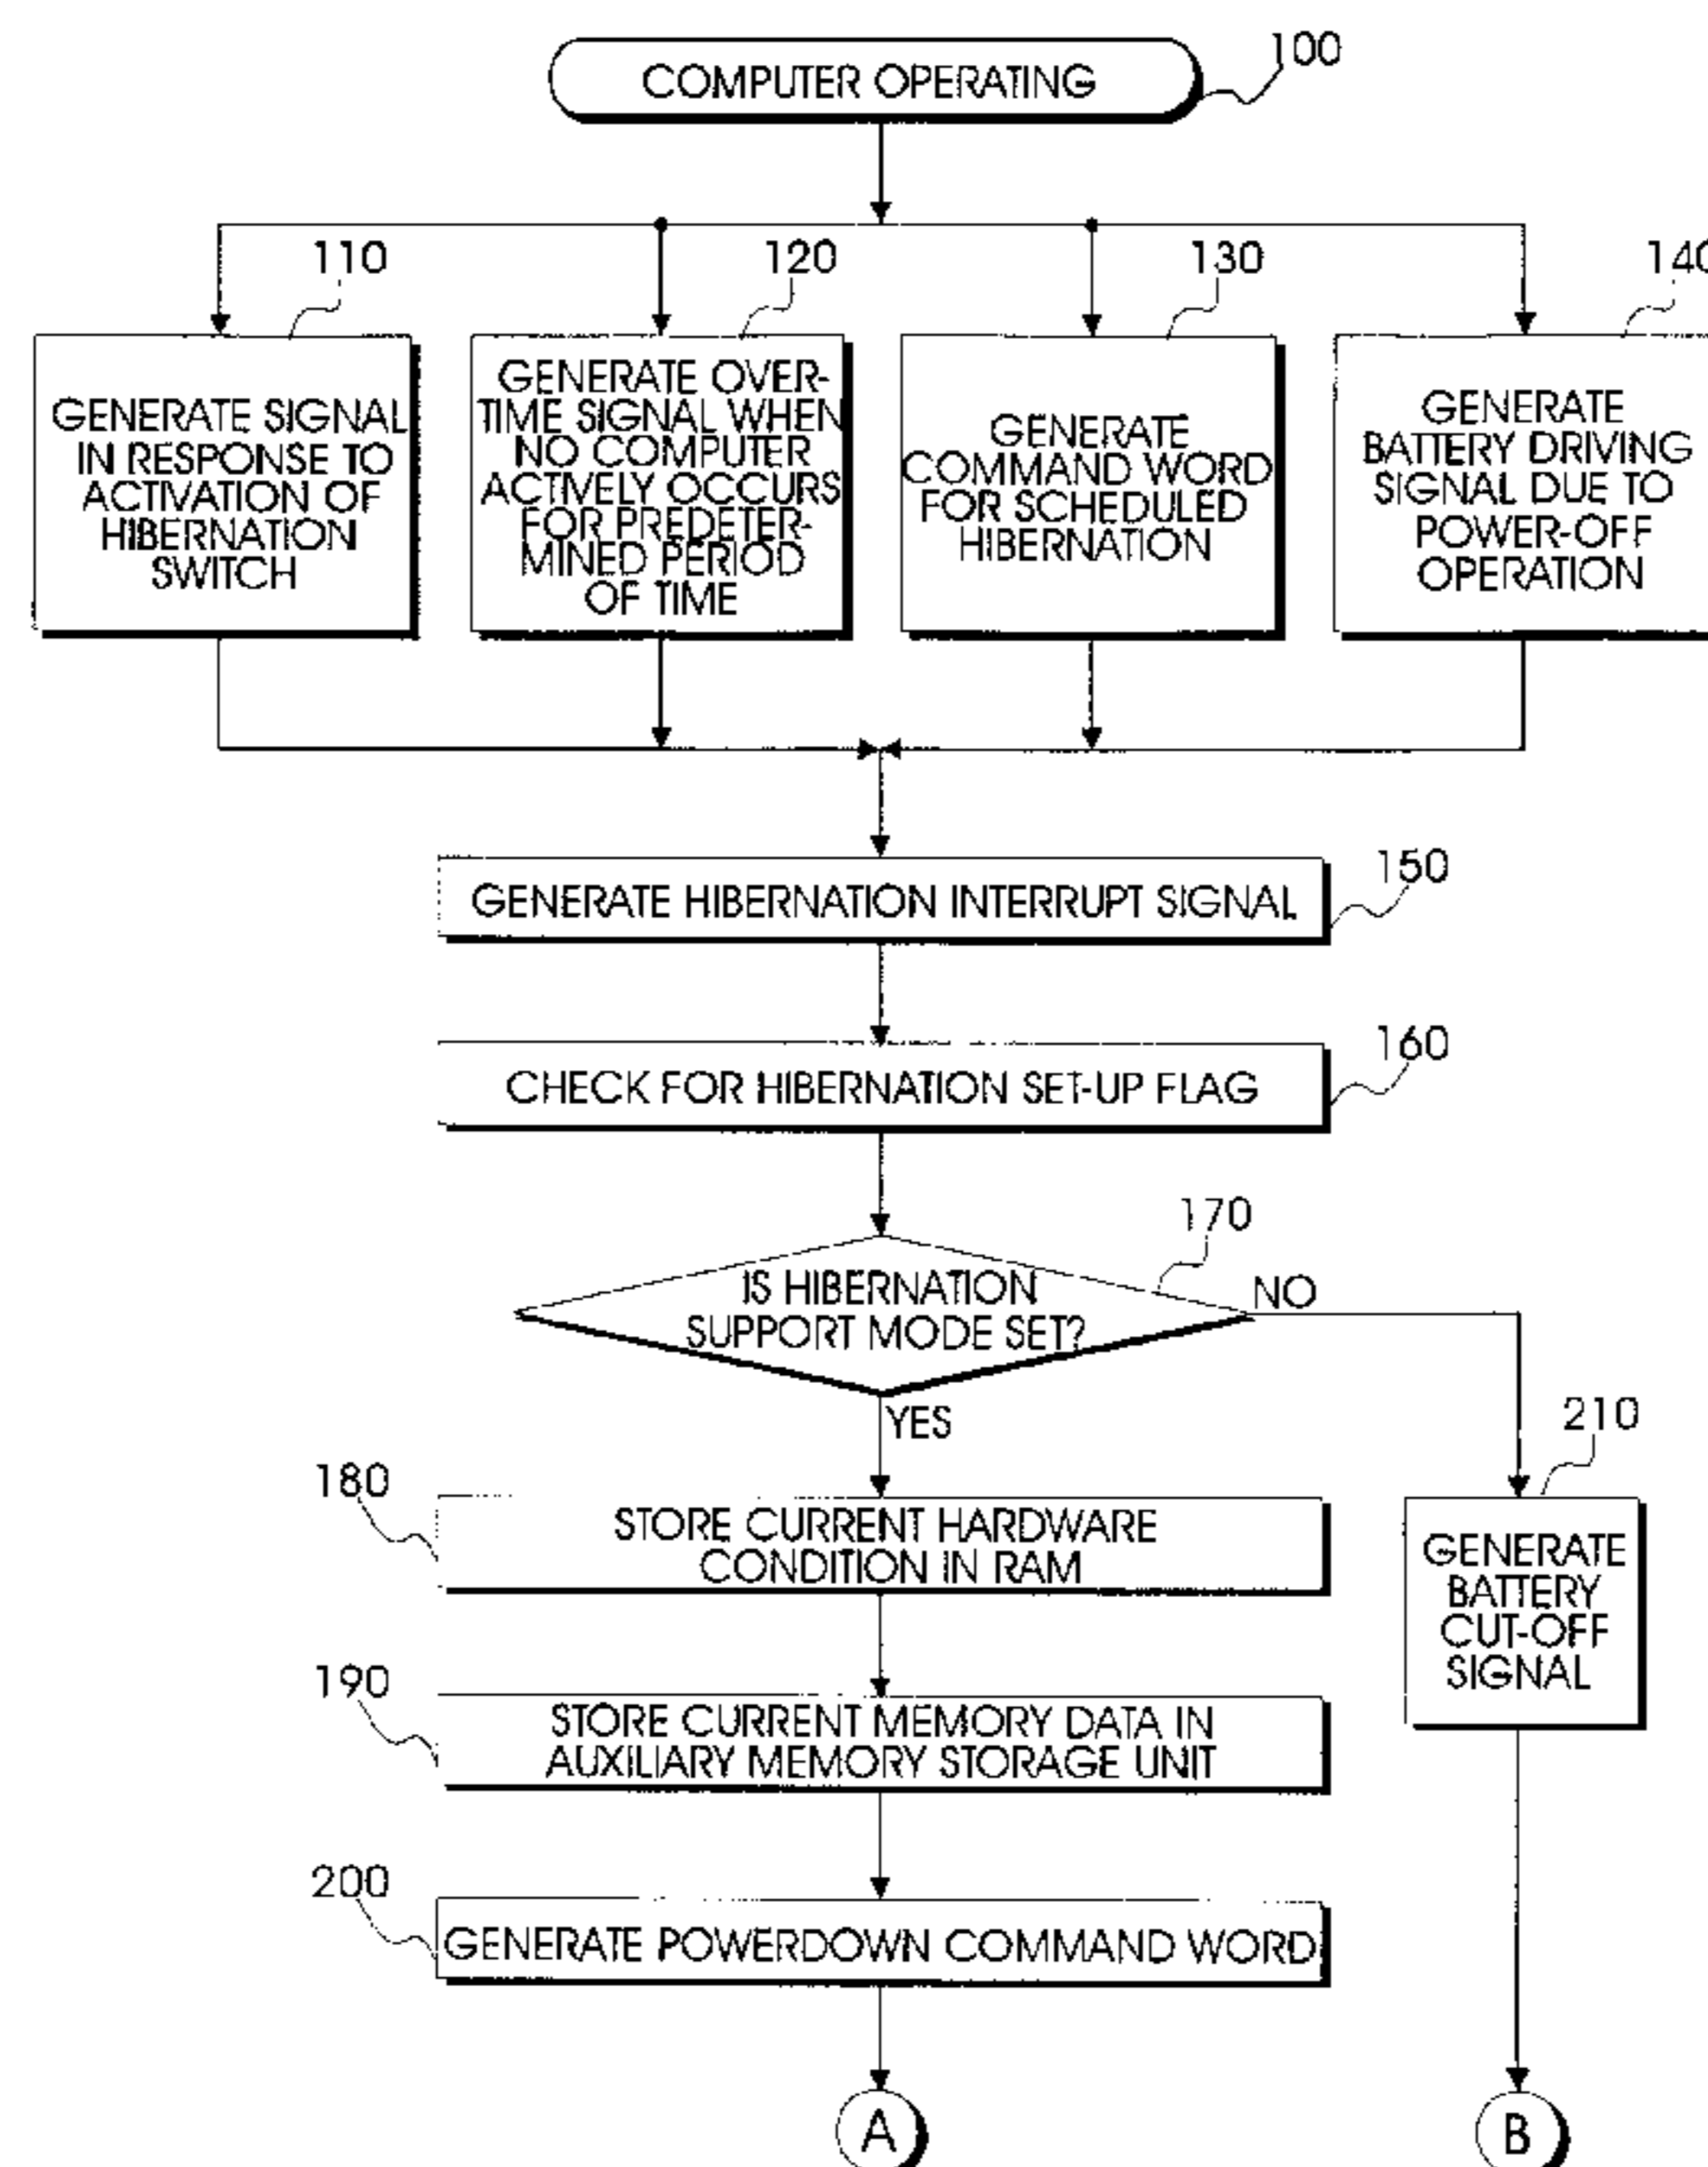 COMPUTER OPERATING
100
110
120
130
140
GENERATE SIGNAL
IN RESPONSE TO
ACTIVATION OF
HIBERNATION
SWITCH
GENERATE OVER-
TIME SIGNAL WHEN
NO COMPUTER
ACTIVELY OCCURS
FOR PREDETER-
MINED PERIOD
OF TIME
GENERATE
COMMAND WORD
FOR SCHEDULED
HIBERNATION
GENERATE
BATTERY DRIVING
SIGNAL DUE TO
POWER-OFF
OPERATION
GENERATE HIBERNATION INTERRUPT SIGNAL
150
CHECK FOR HIBERNATION SET-UP FLAG
160
170
IS HIBERNATION
SUPPORT MODE SET?
NO
YES
180
STORE CURRENT HARDWARE
CONDITION IN RAM
210
GENERATE
BATTERY
CUT-OFF
SIGNAL
190
STORE CURRENT MEMORY DATA IN
AUXILIARY MEMORY STORAGE UNIT
200
GENERATE POWERDOWN COMMAND WORD
A
B